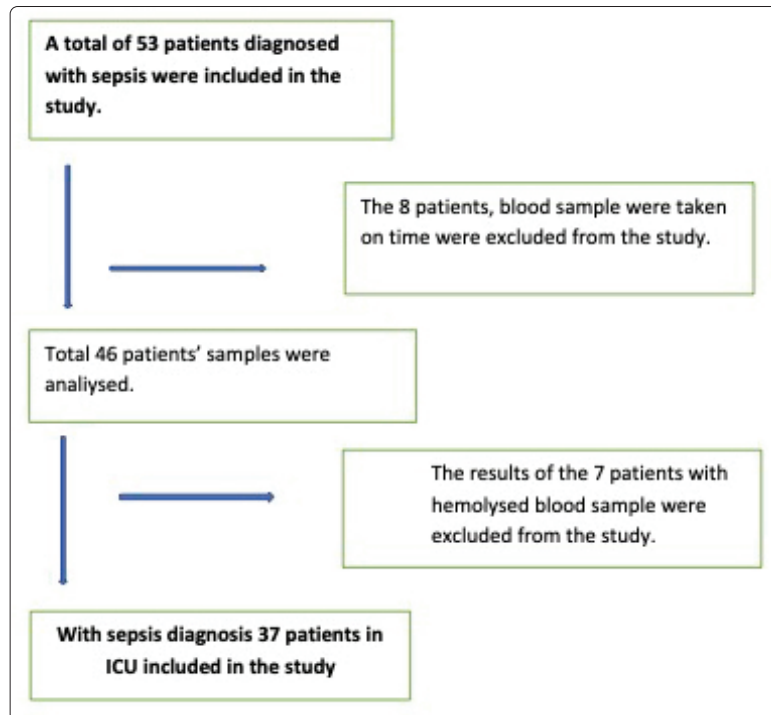 A total of 53 patients diagnosed
with sepsis were included in the
study.
The 8 patients, blood sample were taken
on time were excluded from the study.
Total 46 patients' samples were
analiysed.
The results of the 7 patients with
hemolysed blood sample were
excluded from the study.
With sepsis diagnosis 37 patients in
ICU included in the study